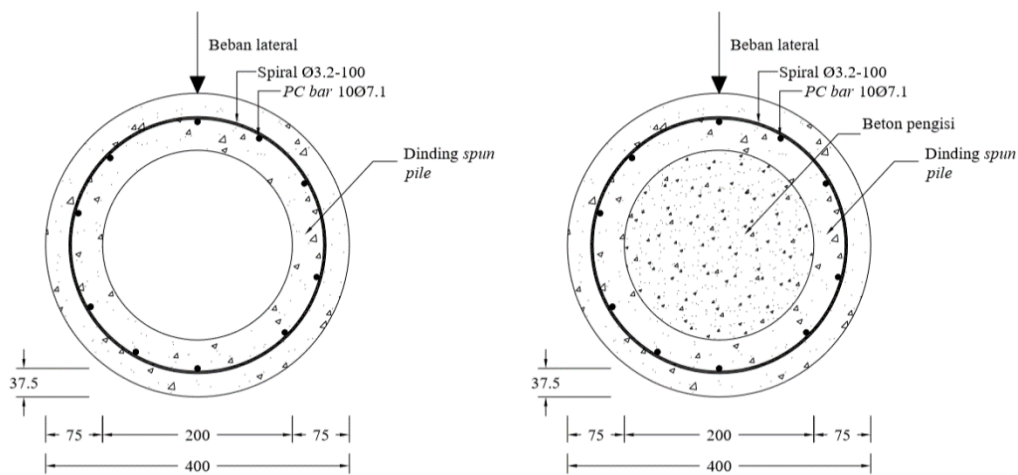 Beban lateral
Spiral Ø3.2-100
PC bar 10Ø7.1
Dinding spun
pile
37.5
75
200
75
400
Beban lateral
Spiral Ø3.2-100
PC bar 10Ø7.1
Beton pengisi
Dinding spun
pile
37.5
75
200
75
400